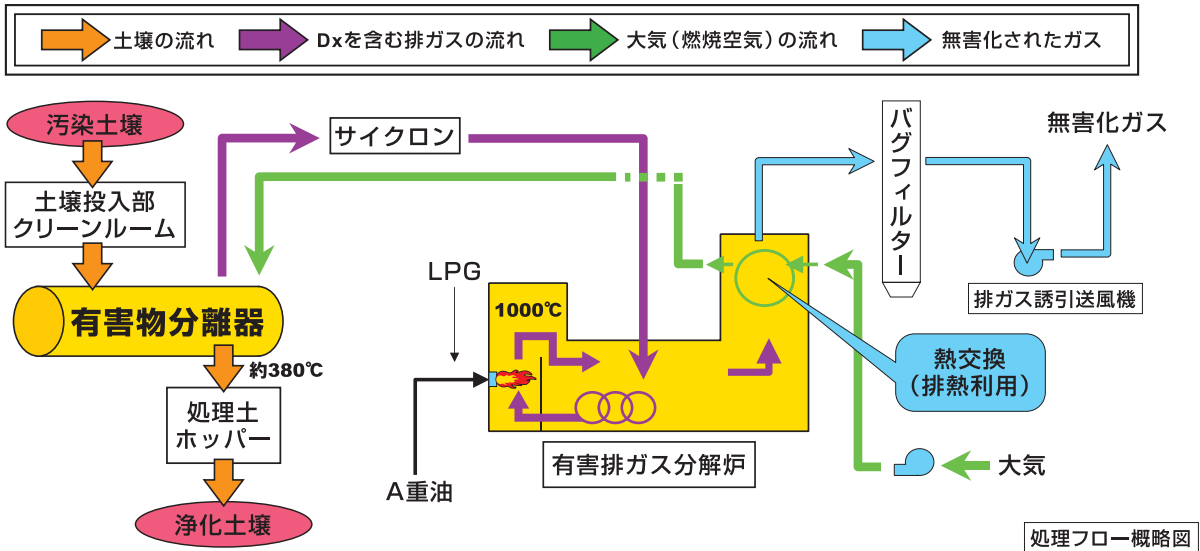 土壌の流れ
Dxを含む排ガスの流れ
大気（燃焼空気）の流れ
無害化されたガス
汚染土壌
土壌投入部
クリーンルーム
有害物分離器
約380℃
処理土
ホッパー
浄化土壌
サイクロン
LPG
1000℃
A重油
有害排ガス分解炉
バグフィルター
無害化ガス
排ガス誘引送風機
熱交換
（排熱利用）
大気
処理フロー概略図